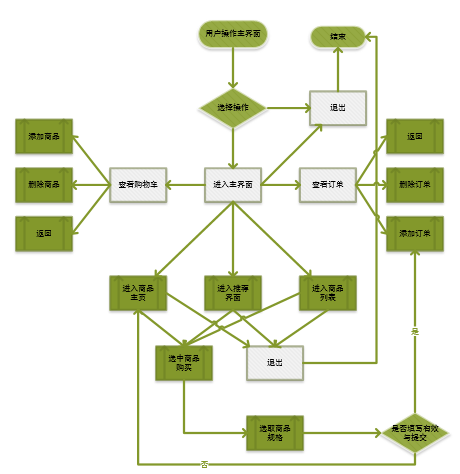 用户操作主界面
结束
选择操作
退出
添加商品
返回
删除商品
查看购物车
进入主界面
查看订单
删除订单
返回
添加订单
进入商品
主页
进入推荐
界面
进入商品
列表
是
选中商品
购买
退出
选取商品
规格
是否填写有效
与提交
否